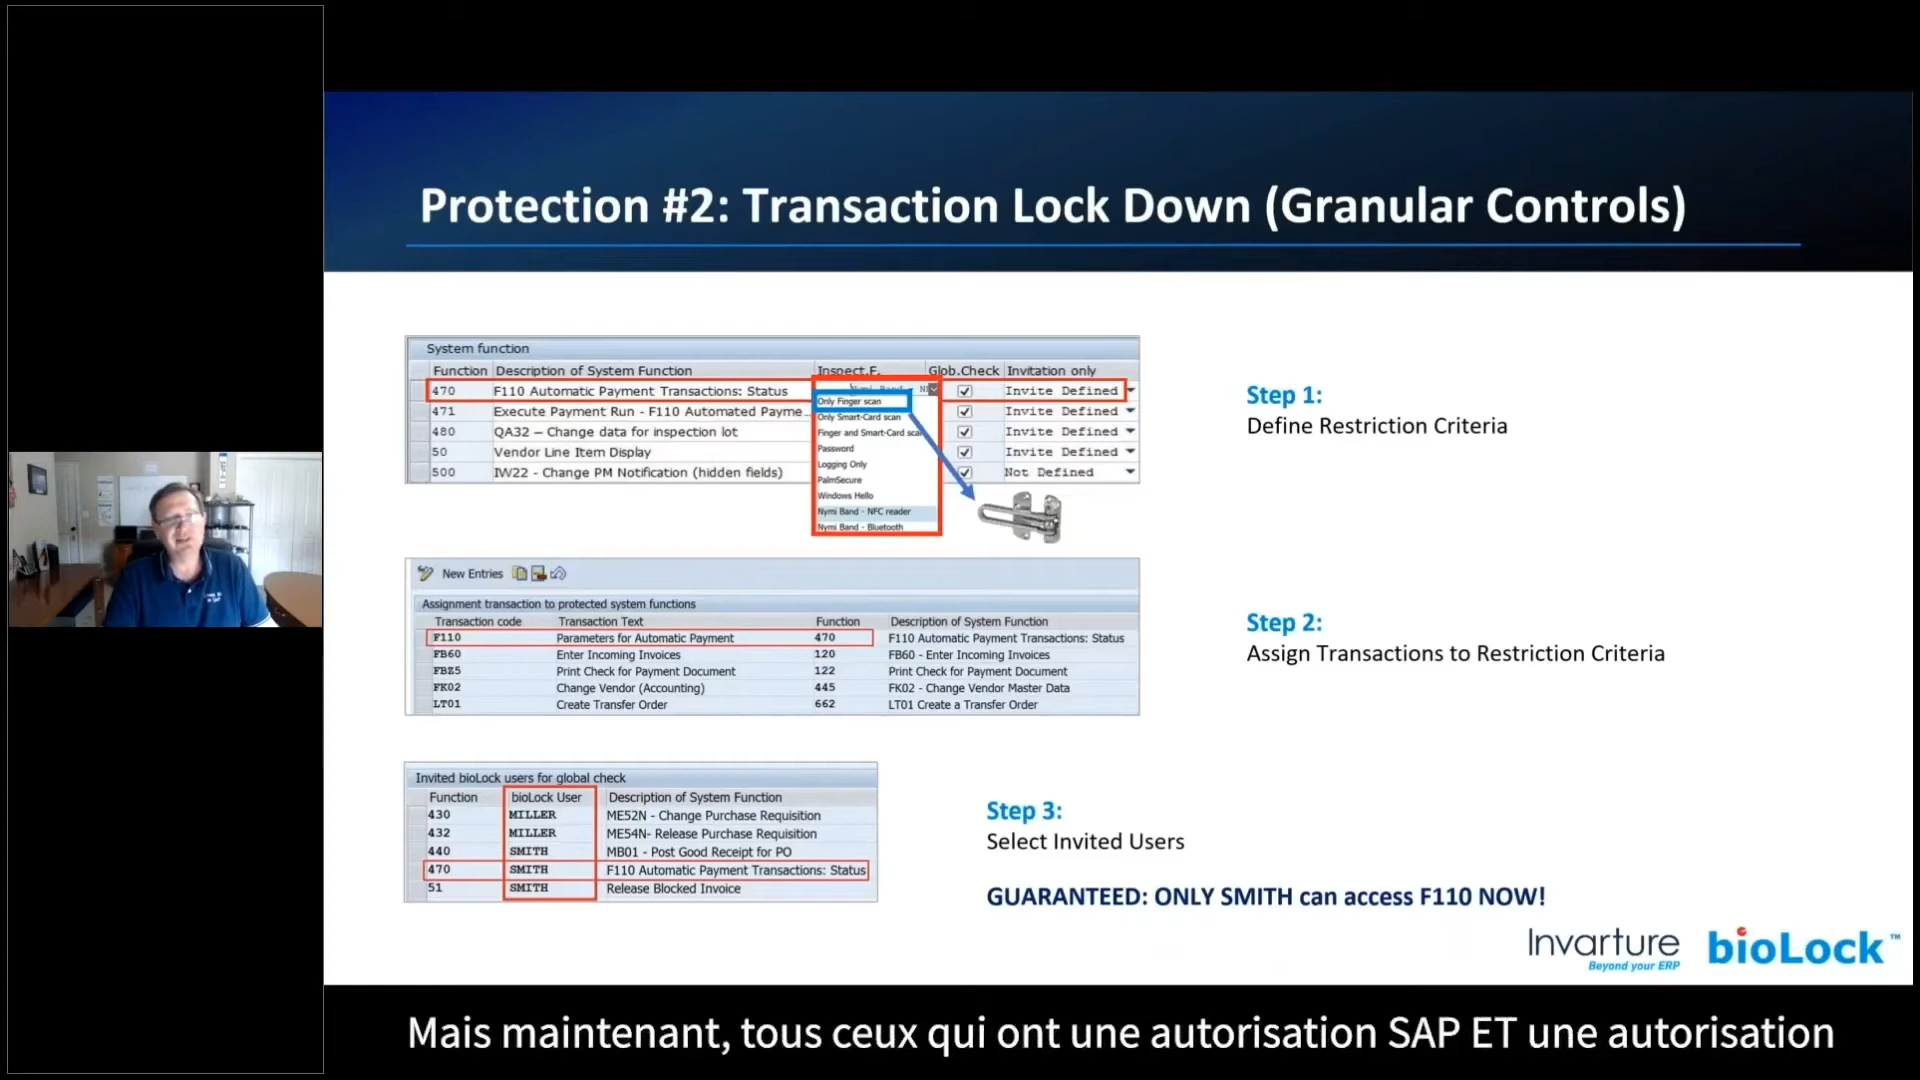 Protection #2: Transaction Lock Down (Granular Controls)
System function
Function Description of System Function Inspect.F. Glob.Check Invitation only
470 F110 Automatic Payment Transactions: Status Invite Defined
Only Finger scan
471 Execute Payment Run - F110 Automated Payme... Invite Defined
Only Smart-Card scan
480 QA32 – Change data for inspection lot Invite Defined
Finger and Smart-Card scan
50 Vendor Line Item Display Invite Defined
Password
500 IW22 - Change PM Notification (hidden fields) Not Defined
Logging Only
PalmSecure
Windows Hello
Nymi Band - NFC reader
Nymi Band - Bluetooth
Step 1:
Define Restriction Criteria
New Entries
Assignment transaction to protected system functions
Transaction code Transaction Text Function Description of System Function
F110 Parameters for Automatic Payment 470 F110 Automatic Payment Transactions: Status
FB60 Enter Incoming Invoices 120 FB60 - Enter Incoming Invoices
FBZ5 Print Check for Payment Document 122 Print Check for Payment Document
FK02 Change Vendor (Accounting) 445 FK02 - Change Vendor Master Data
LT01 Create Transfer Order 662 LT01 Create a Transfer Order
Step 2:
Assign Transactions to Restriction Criteria
Invited bioLock users for global check
Function bioLock User Description of System Function
430 MILLER ME52N - Change Purchase Requisition
432 MILLER ME54N- Release Purchase Requisition
440 SMITH MB01 - Post Good Receipt for PO
470 SMITH F110 Automatic Payment Transactions: Status
51 SMITH Release Blocked Invoice
Step 3:
Select Invited Users
GUARANTEED: ONLY SMITH can access F110 NOW!
Invarture
Beyond your ERP
bioLock™
Mais maintenant, tous ceux qui ont une autorisation SAP ET une autorisation